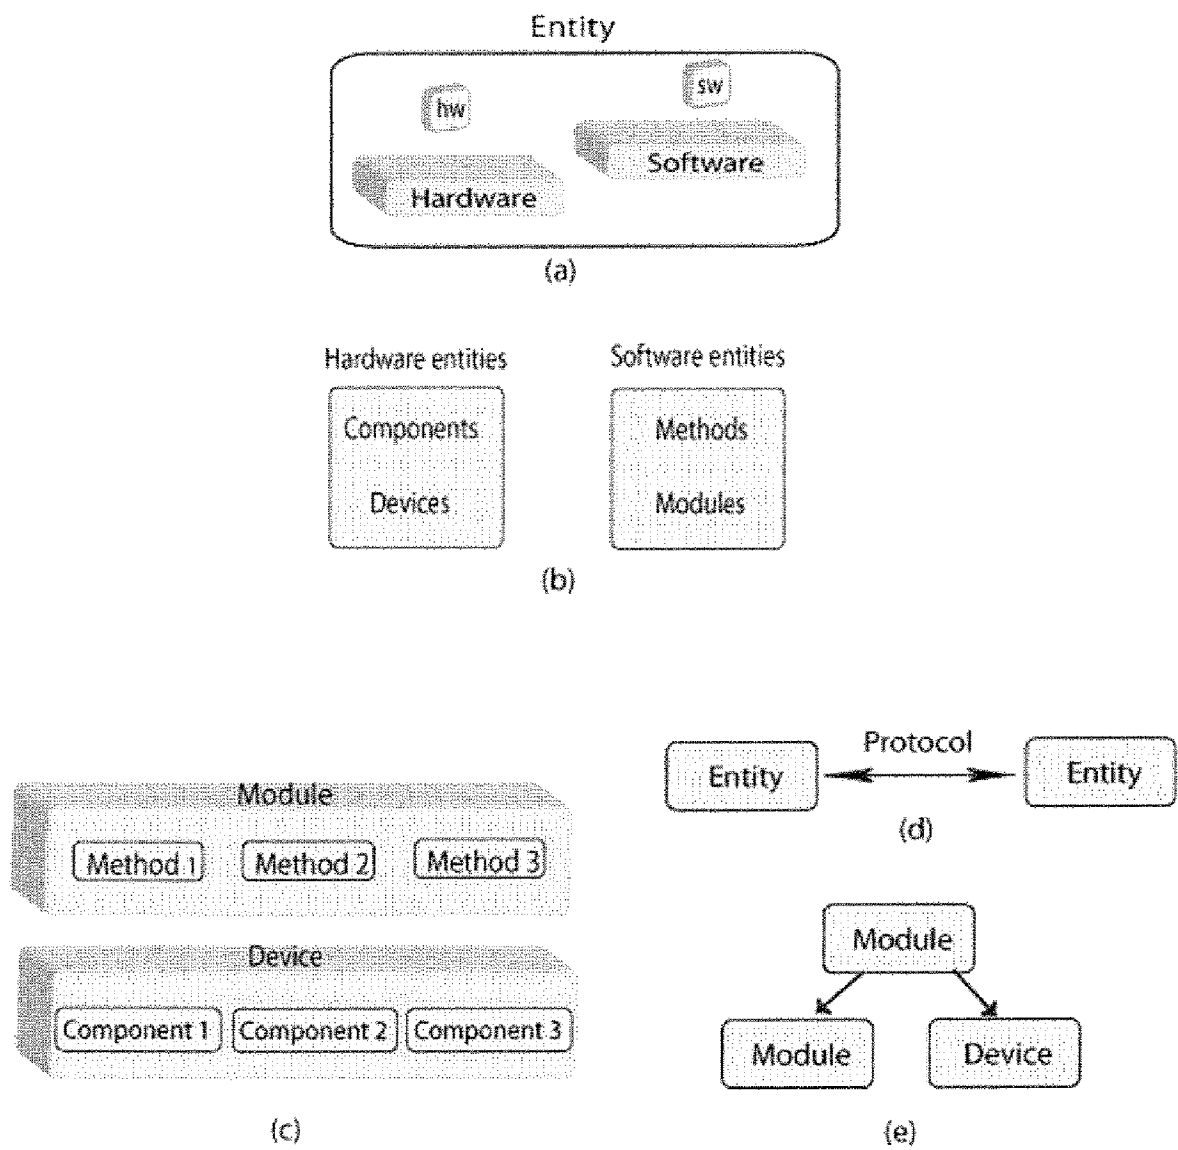 Entity
hw
sw
Hardware
Software
(a)
Hardware entities
Software entities
Components
Methods
Devices
Modules
(b)
Module
Method 1
Method 2
Method 3
Device
Component 1
Component 2
Component 3
(c)
Protocol
Entity
Entity
(d)
Module
Module
Device
(e)